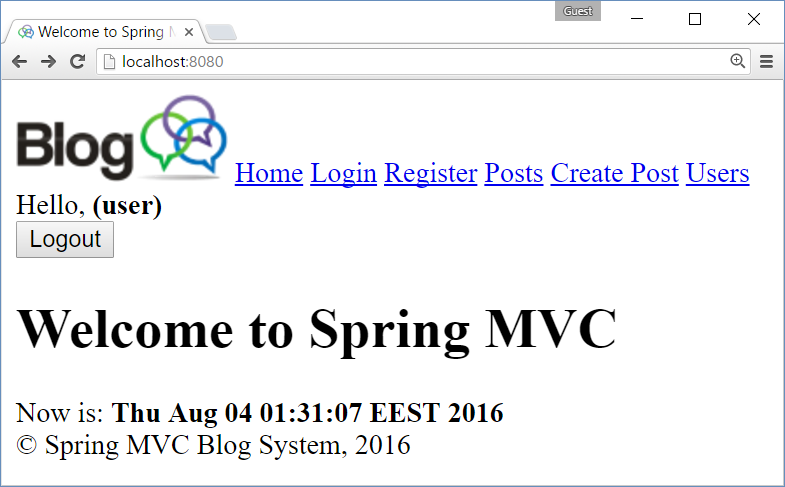 Guest
Welcome to Spring M
localhost:8080
Blog Home Login Register Posts Create Post Users
Hello, (user)
Logout
Welcome to Spring MVC
Now is: Thu Aug 04 01:31:07 EEST 2016
© Spring MVC Blog System, 2016